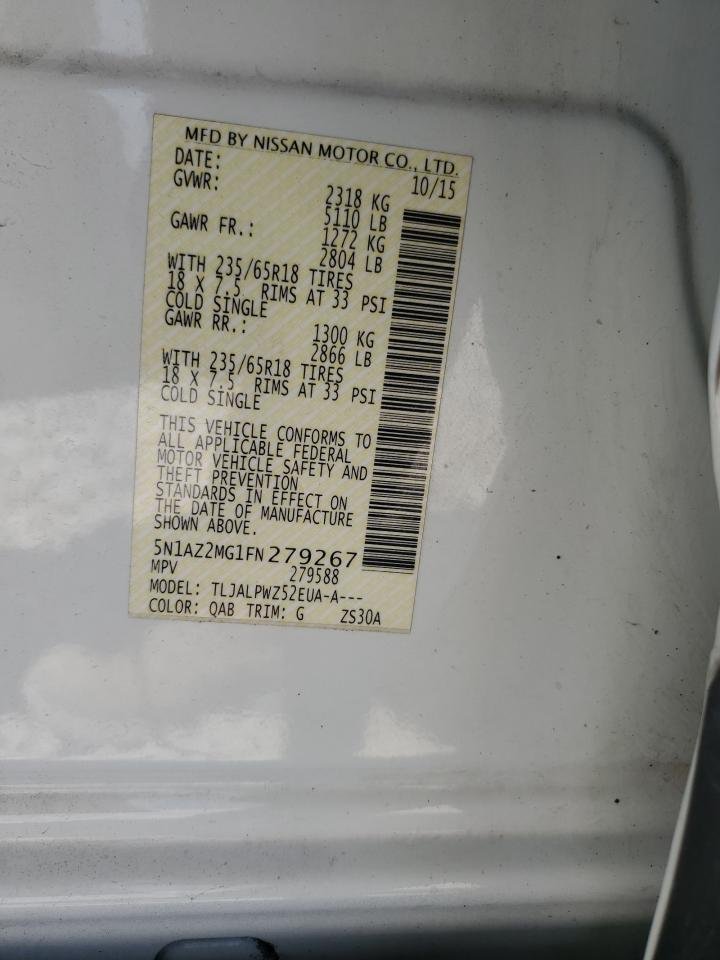 MFD BY NISSAN MOTOR CO., LTD.
DATE: 10/15
GVWR: 2318 KG
5110 LB
GAWR FR.: 1272 KG
2804 LB
WITH 235/65R18 TIRES
18 X 7.5 RIMS AT 33 PSI
COLD SINGLE
GAWR RR.: 1300 KG
2866 LB
WITH 235/65R18 TIRES
18 X 7.5 RIMS AT 33 PSI
COLD SINGLE
THIS VEHICLE CONFORMS TO
ALL APPLICABLE FEDERAL
MOTOR VEHICLE SAFETY AND
THEFT PREVENTION
STANDARDS IN EFFECT ON
THE DATE OF MANUFACTURE
SHOWN ABOVE.
5N1AZ2MG1FN279267
MPV 279588
MODEL: TLJALPWZ52EUA-A---
COLOR: QAB TRIM: G ZS30A